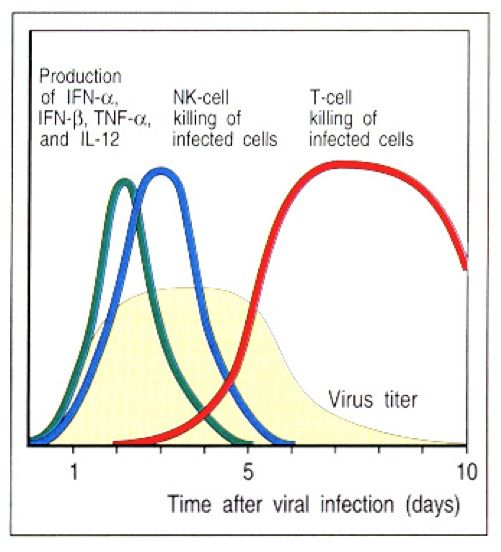 Production
of IFN-α,
IFN-β, TNF-α,
and IL-12
NK-cell
killing of
infected cells
T-cell
killing of
infected cells
Virus titer
1 5 10
Time after viral infection (days)